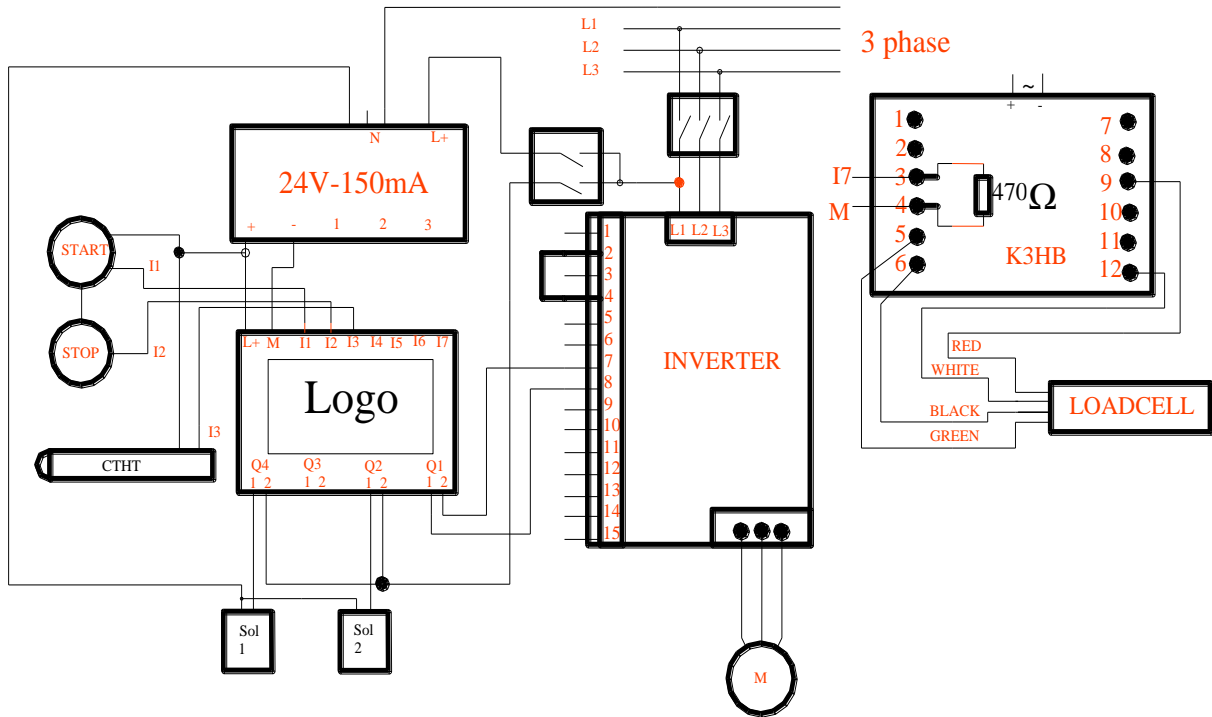 L1
L2
L3
3 phase
N L+
24V-150mA
+ - 1 2 3
START
I1
STOP
I2
L+ M I1 I2 I3 I4 I5 I6 I7
Logo
I3
CTHT
Q4 Q3 Q2 Q1
1 2 1 2 1 2 1 2
Sol
1
Sol
2
L1 L2 L3
1
2
3
4
5
6
7
8
9
10
11
12
13
14
15
INVERTER
M
~
+ -
1
2
3
4
5
6
I7
M
470Ω
K3HB
7
8
9
10
11
12
RED
WHITE
BLACK
GREEN
LOADCELL